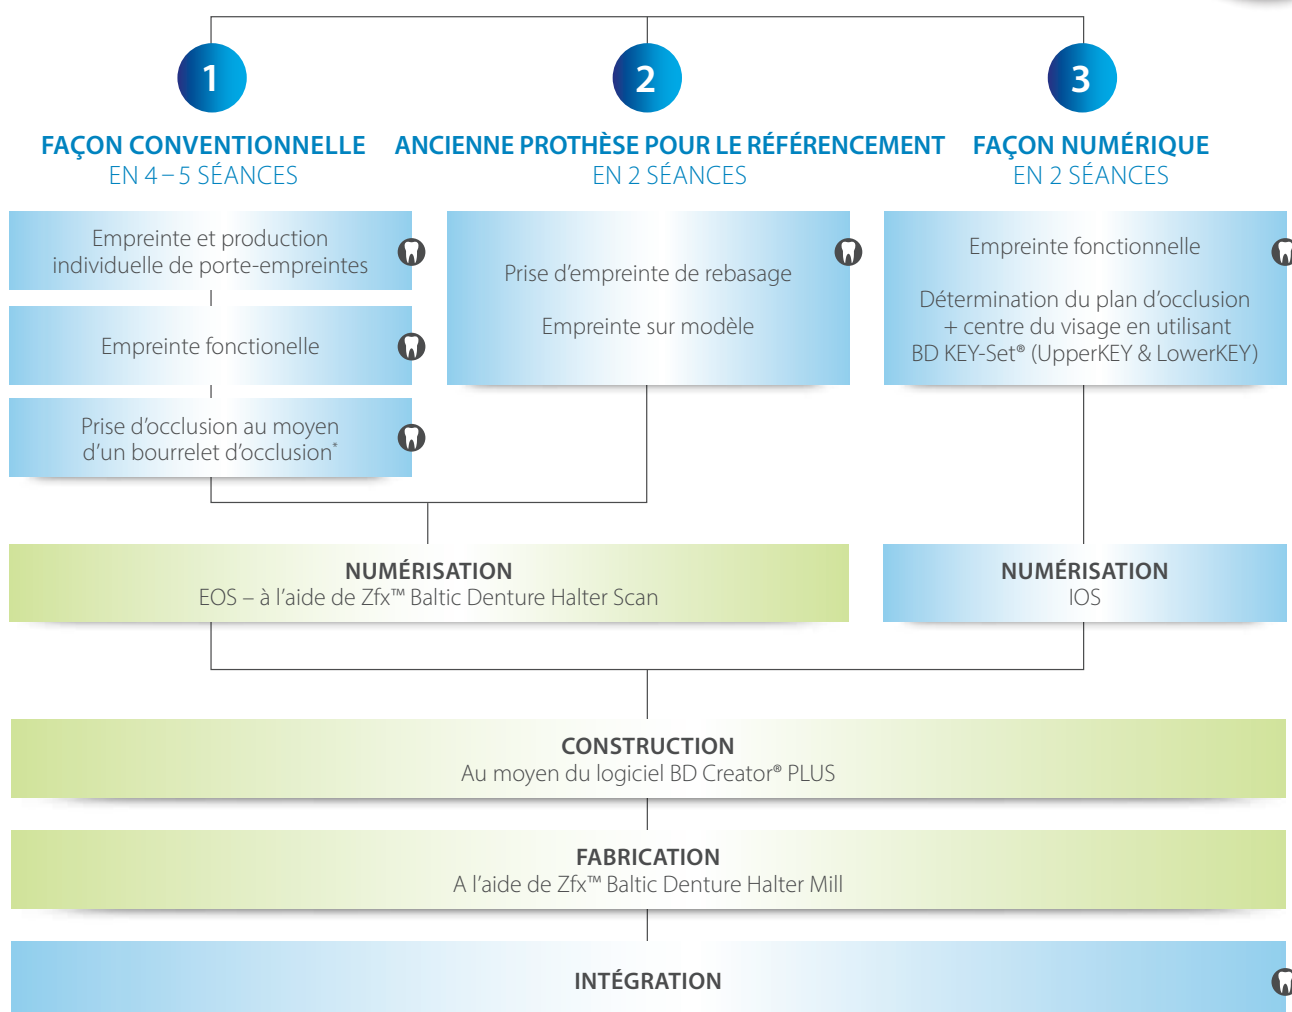 1
FAÇON CONVENTIONNELLE
EN 4–5 SÉANCES
Empreinte et production
individuelle de porte-empreintes
Empreinte fonctionelle
Prise d’occlusion au moyen
d’un bourrelet d’occlusion*
2
ANCIENNE PROTHÈSE POUR LE RÉFÉRENCEMENT
EN 2 SÉANCES
Prise d’empreinte de rebasage
Empreinte sur modèle
3
FAÇON NUMÉRIQUE
EN 2 SÉANCES
Empreinte fonctionnelle
Détermination du plan d’occlusion
+ centre du visage en utilisant
BD KEY-Set® (UpperKEY & LowerKEY)
NUMÉRISATION
EOS – à l’aide de Zfx™ Baltic Denture Halter Scan
NUMÉRISATION
IOS
CONSTRUCTION
Au moyen du logiciel BD Creator® PLUS
FABRICATION
A l’aide de Zfx™ Baltic Denture Halter Mill
INTÉGRATION